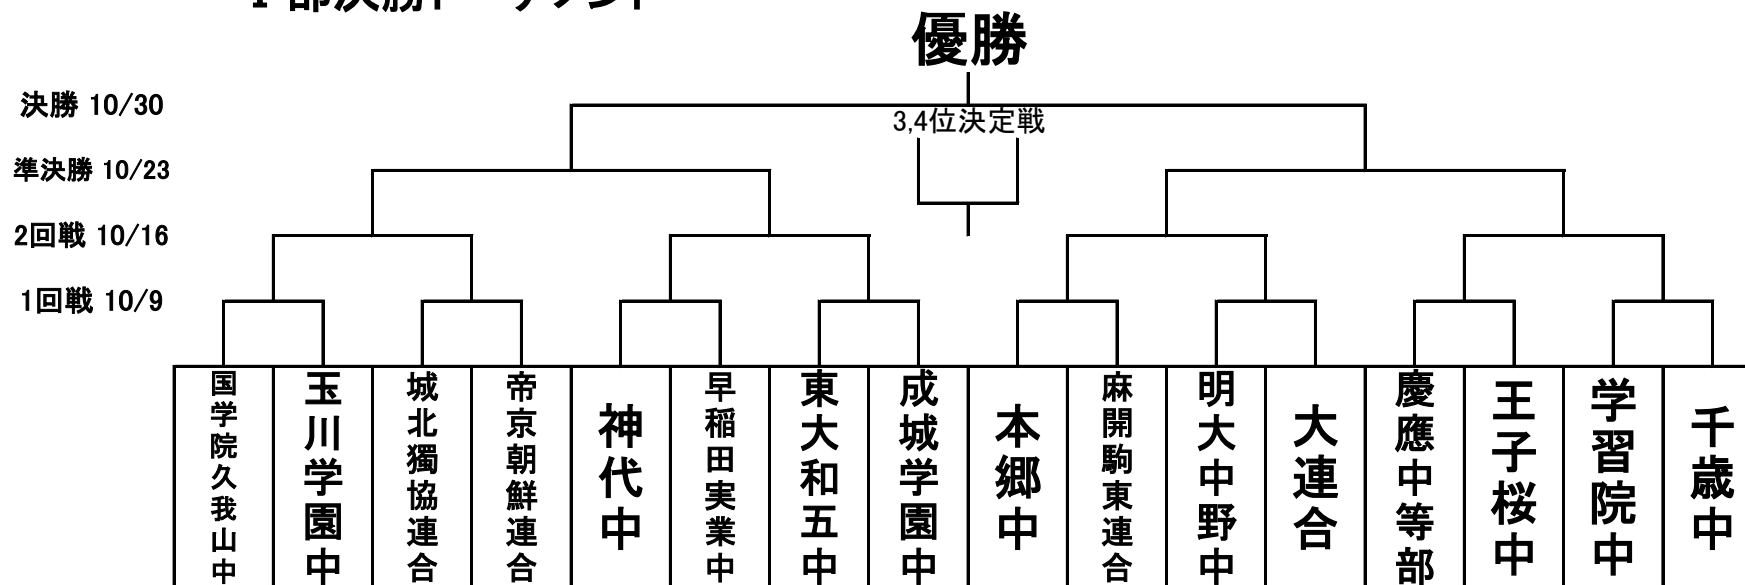 優勝
決勝 10/30
3,4位決定戦
準決勝 10/23
2回戦 10/16
1回戦 10/9
国学院久我山中
玉川学園中
城北獨協連合
帝京朝鮮連合
神代中
早稲田実業中
東大和五中
成城学園中
本郷中
麻開駒東連合
明大中野中
大連合
慶應中等部
王子桜中
学習院中
千歳中